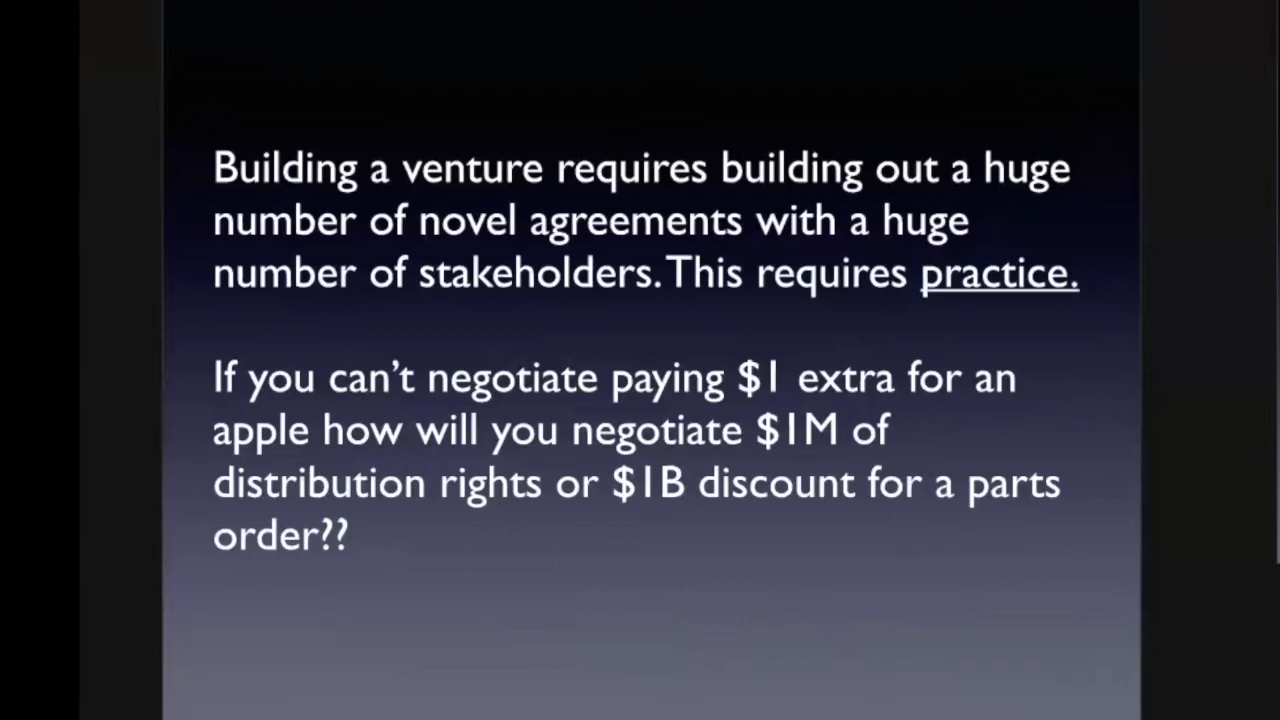 Building a venture requires building out a huge
number of novel agreements with a huge
number of stakeholders. This requires practice.
If you can't negotiate paying $1 extra for an
apple how will you negotiate $1M of
distribution rights or $1B discount for a parts
order??